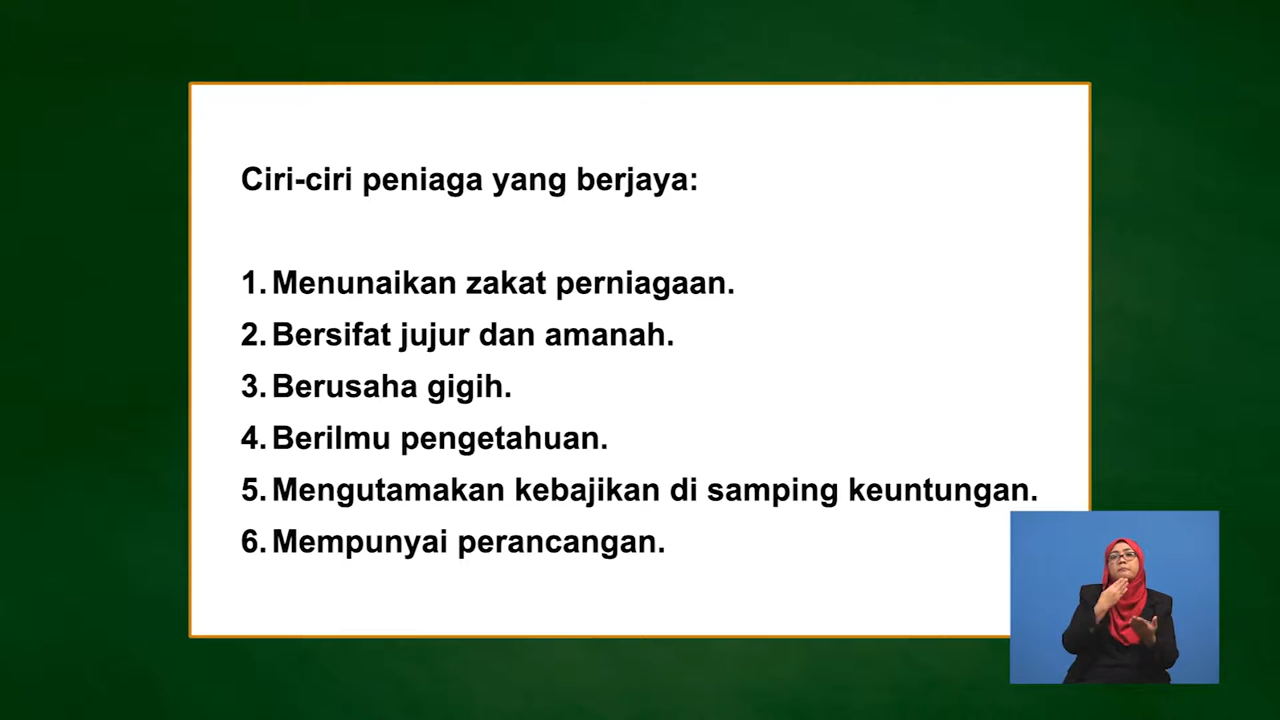 Ciri-ciri peniaga yang berjaya:
1. Menunaikan zakat perniagaan.
2. Bersifat jujur dan amanah.
3. Berusaha gigih.
4. Berilmu pengetahuan.
5. Mengutamakan kebajikan di samping keuntungan.
6. Mempunyai perancangan.